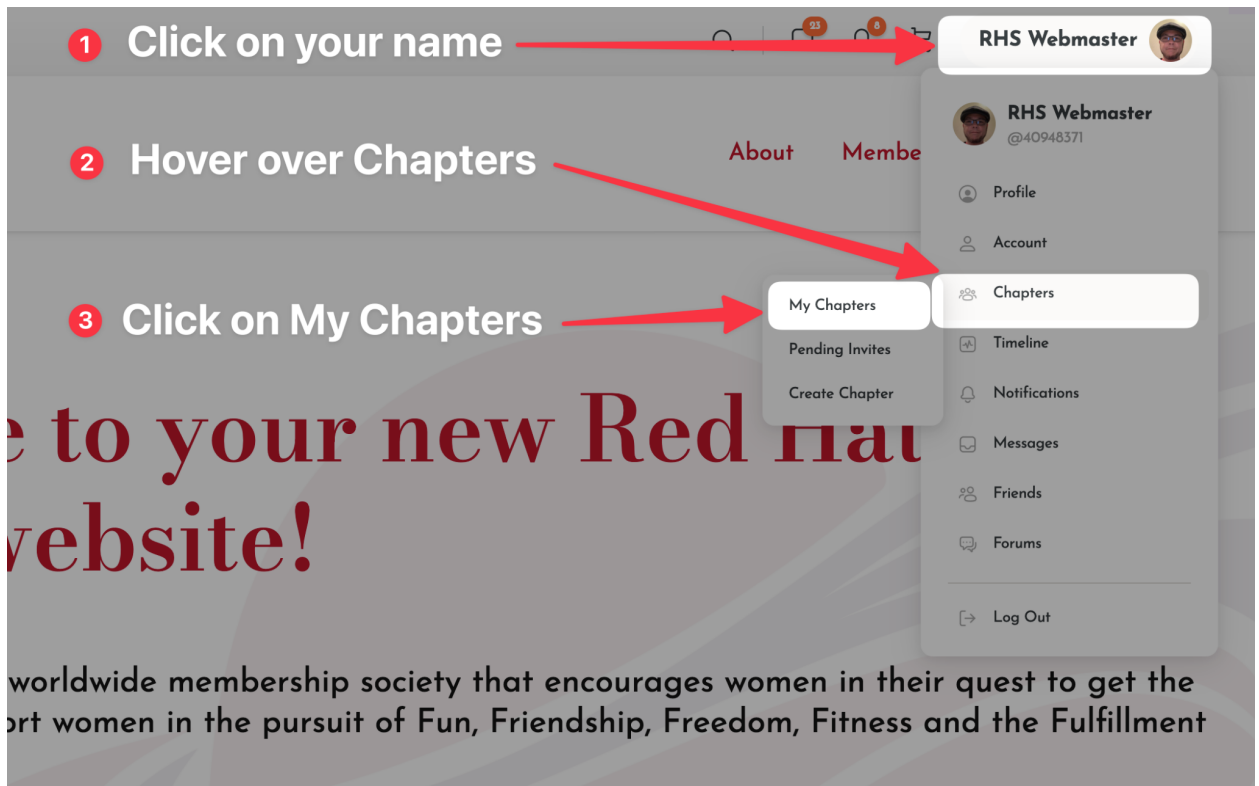 1 Click on your name
23
8
RHS Webmaster
RHS Webmaster
@40948371
2 Hover over Chapters
About Membe
Profile
Account
Chapters
3 Click on My Chapters
My Chapters
Pending Invites
Create Chapter
Timeline
Notifications
Messages
Friends
Forums
Log Out
e to your new Red Hat
website!
worldwide membership society that encourages women in their quest to get the
ort women in the pursuit of Fun, Friendship, Freedom, Fitness and the Fulfillment